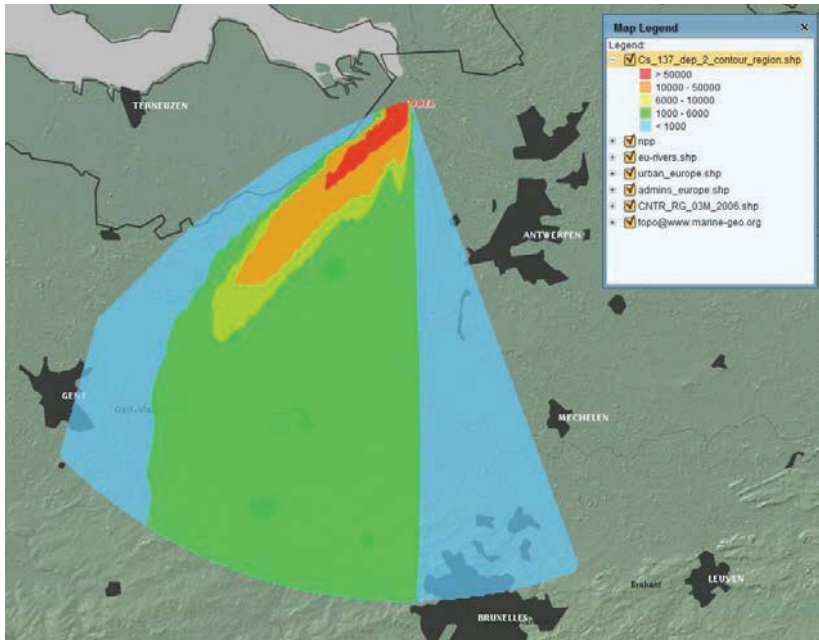 Map Legend
Legend:
Cs_137_dep_2_contour_region.shp
> 50000
10000 - 50000
6000 - 10000
1000 - 6000
< 1000
npp
eu-rivers.shp
urban_europe.shp
admins_europe.shp
CNTR_RG_03M_2006.shp
topo@www.marine-geo.org
TERNEUZEN
ANTWERPEN
GENT
MECHELEN
Brabant
LEUVEN
BRUXELLES